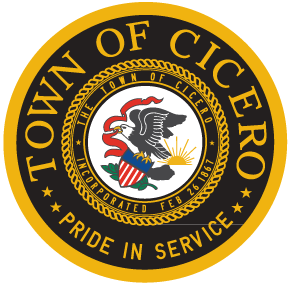 TOWN OF CICERO
THE TOWN OF CICERO
INCORPORATED FEB 26 1867
PRIDE IN SERVICE